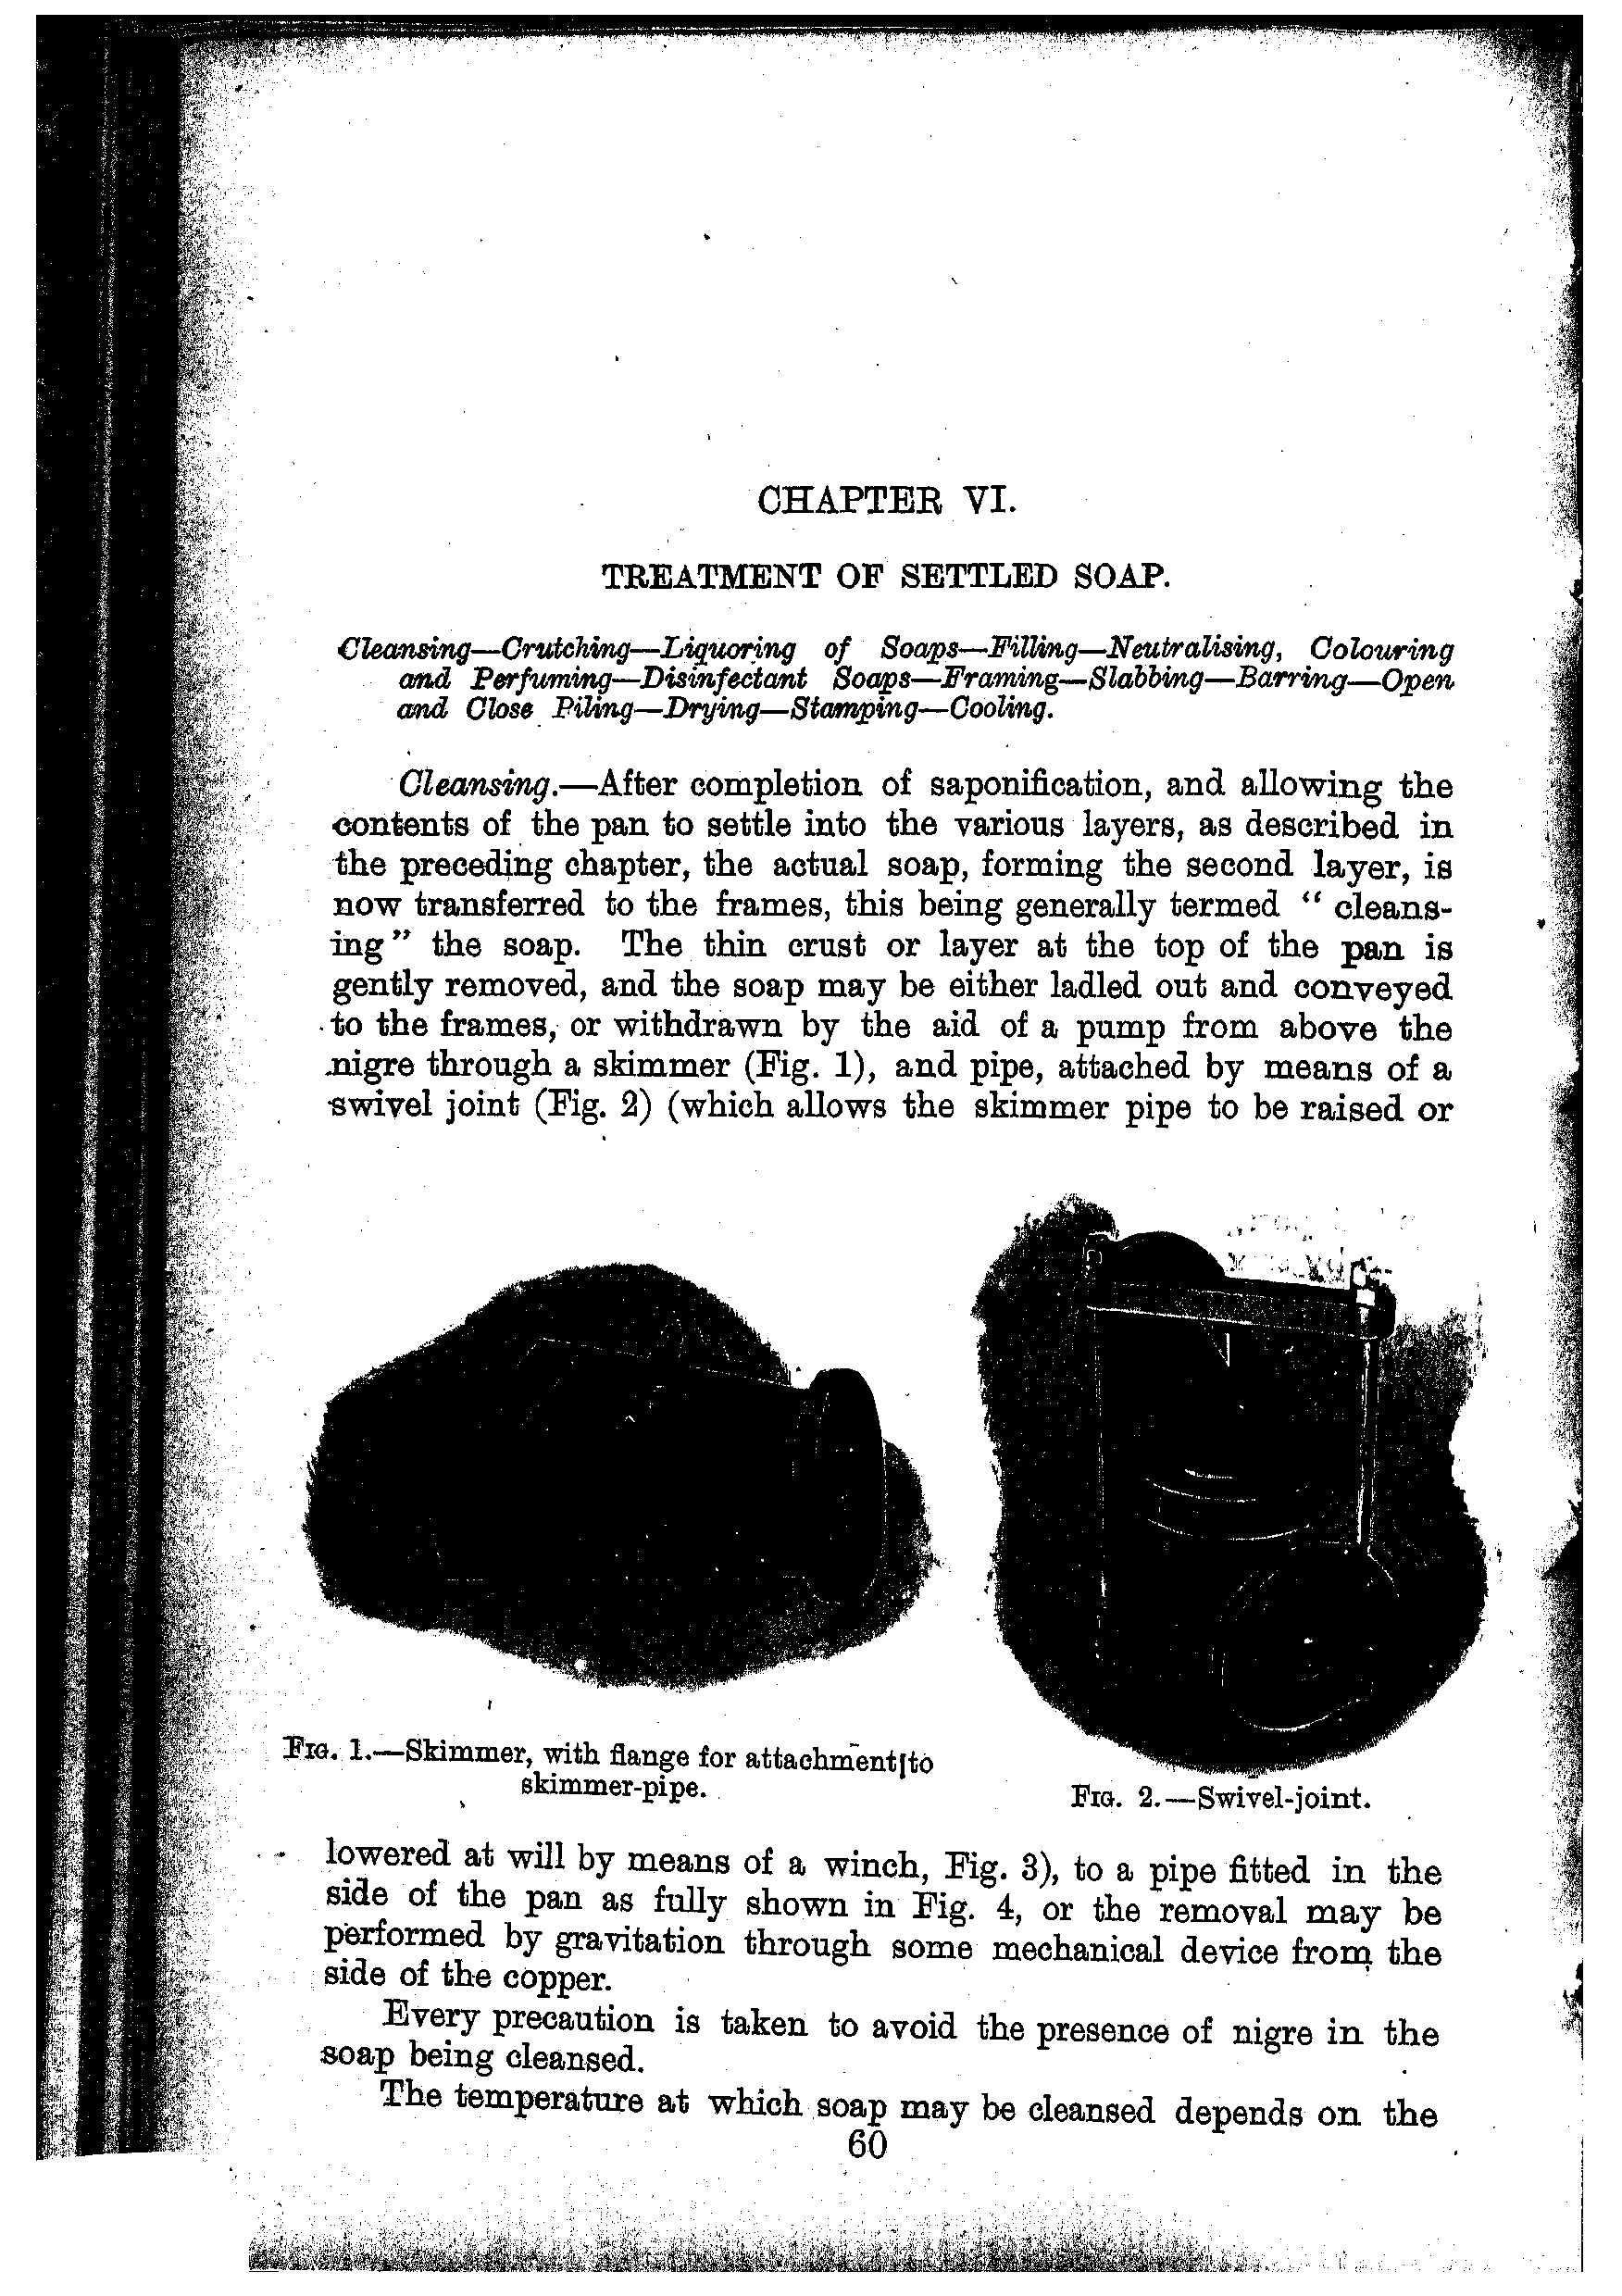 CHAPTER VI.
TREATMENT OF SETTLED SOAP.
Cleansing—Crutching—Liquoring of Soaps—Filling—Neutralising, Colouring
and Perfuming—Disinfectant Soaps—Framing—Slabbing—Barring—Open
and Close Piling—Drying—Stamping—Cooling.
Cleansing.—After completion of saponification, and allowing the
contents of the pan to settle into the various layers, as described in
the preceding chapter, the actual soap, forming the second layer, is
now transferred to the frames, this being generally termed “ cleans-
ing ” the soap. The thin crust or layer at the top of the pan is
gently removed, and the soap may be either ladled out and conveyed
to the frames, or withdrawn by the aid of a pump from above the
nigre through a skimmer (Fig. 1), and pipe, attached by means of a
swivel joint (Fig. 2) (which allows the skimmer pipe to be raised or
FIG. 1.—Skimmer, with flange for attachment to
skimmer-pipe.
FIG. 2.—Swivel-joint.
lowered at will by means of a winch, Fig. 3), to a pipe fitted in the
side of the pan as fully shown in Fig. 4, or the removal may be
performed by gravitation through some mechanical device from the
side of the copper.
Every precaution is taken to avoid the presence of nigre in the
soap being cleansed.
The temperature at which soap may be cleansed depends on the
60